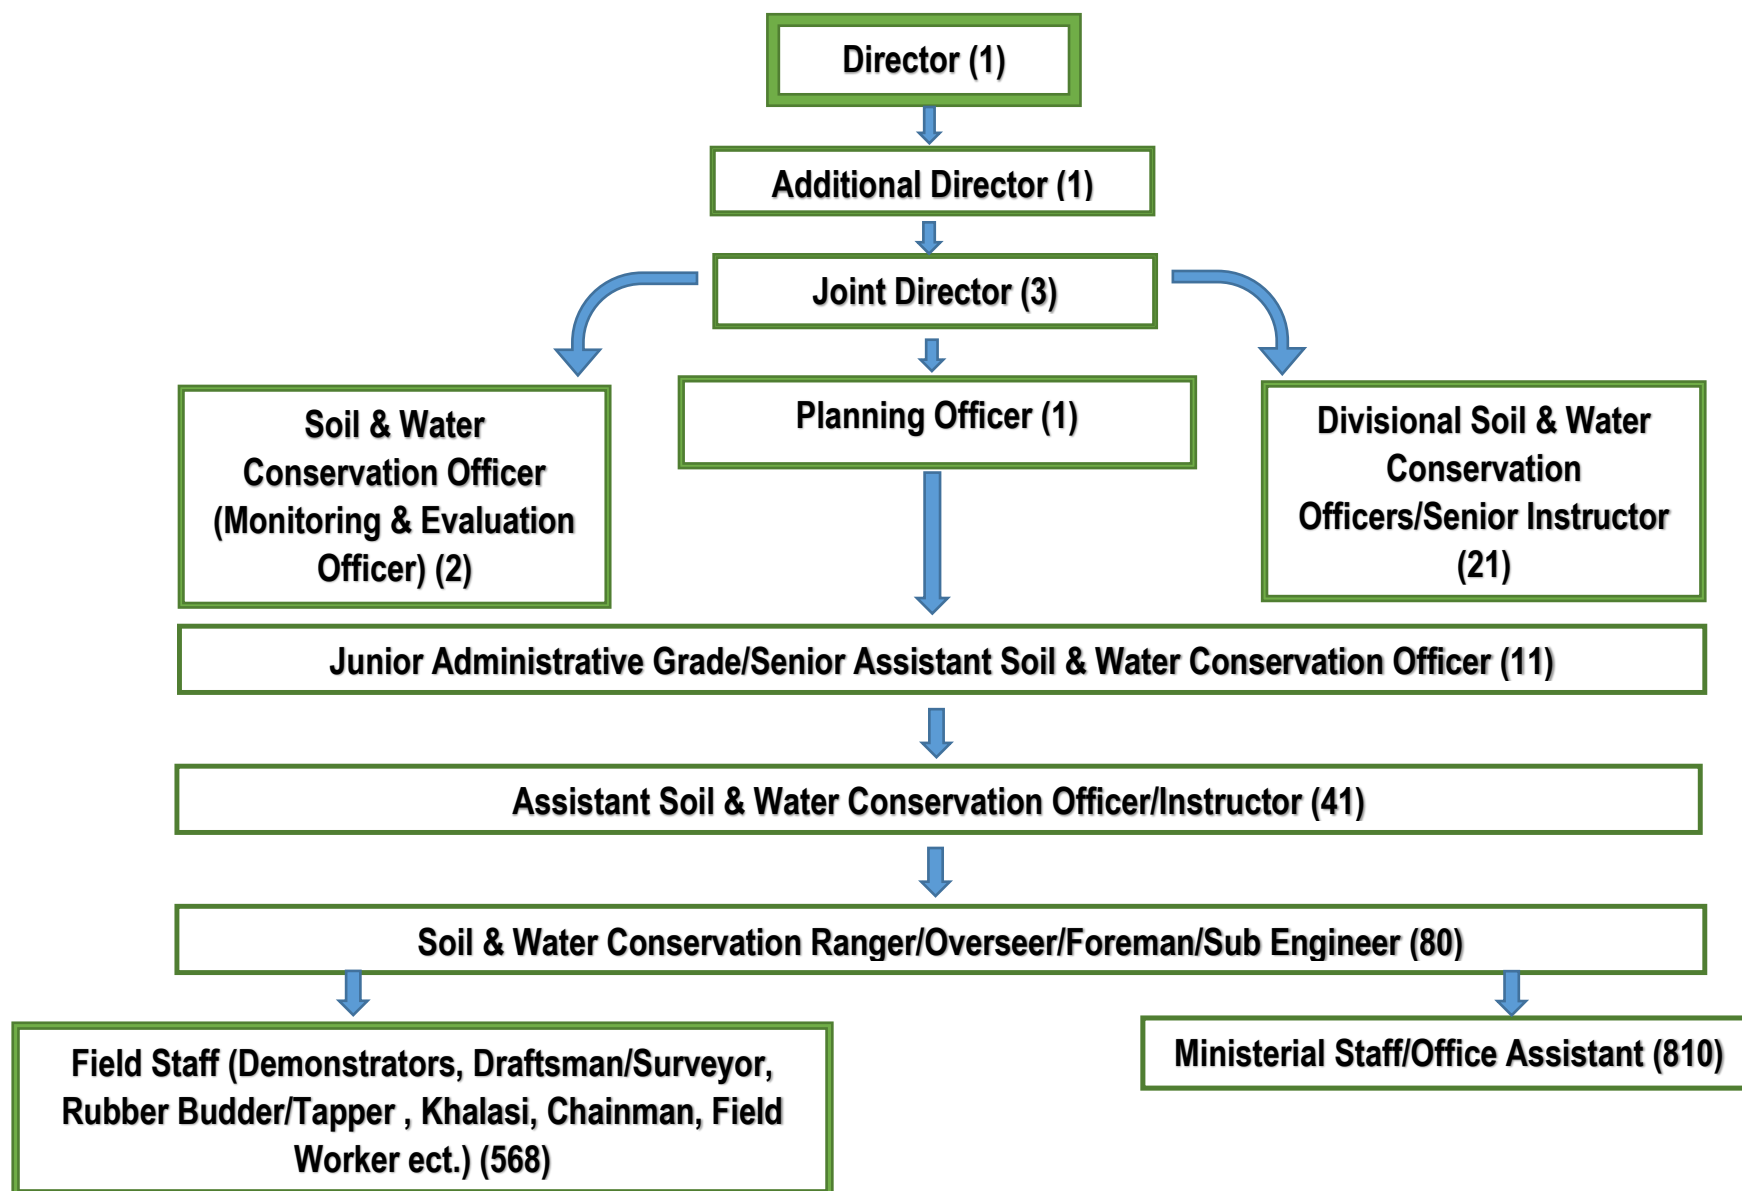 Director (1)
Additional Director (1)
Joint Director (3)
Soil & Water
Conservation Officer
(Monitoring & Evaluation
Officer) (2)
Planning Officer (1)
Divisional Soil & Water
Conservation
Officers/Senior Instructor
(21)
Junior Administrative Grade/Senior Assistant Soil & Water Conservation Officer (11)
Assistant Soil & Water Conservation Officer/Instructor (41)
Soil & Water Conservation Ranger/Overseer/Foreman/Sub Engineer (80)
Field Staff (Demonstrators, Draftsman/Surveyor,
Rubber Budder/Tapper , Khalasi, Chainman, Field
Worker ect.) (568)
Ministerial Staff/Office Assistant (810)